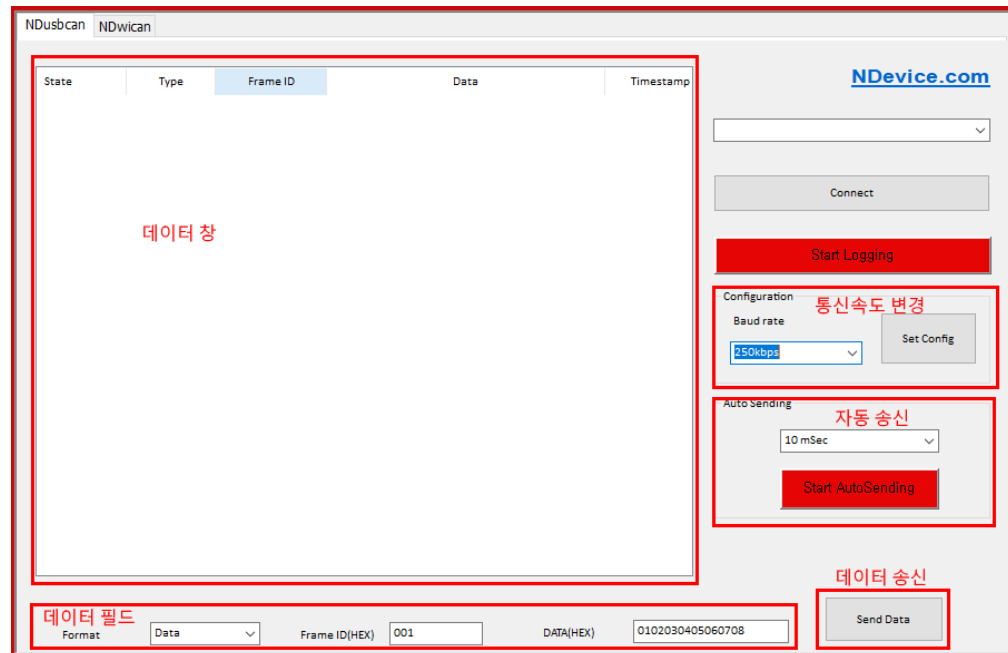 NDusbcan NDwican
State Type Frame ID Data Timestamp
NDevice.com
Connect
데이터 창
Start Logging
Configuration
통신속도 변경
Baud rate
250kbps
Set Config
Auto Sending
자동 송신
10 mSec
Start AutoSending
데이터 송신
Send Data
데이터 필드
Format Data Frame ID(HEX) 001 DATA(HEX) 0102030405060708